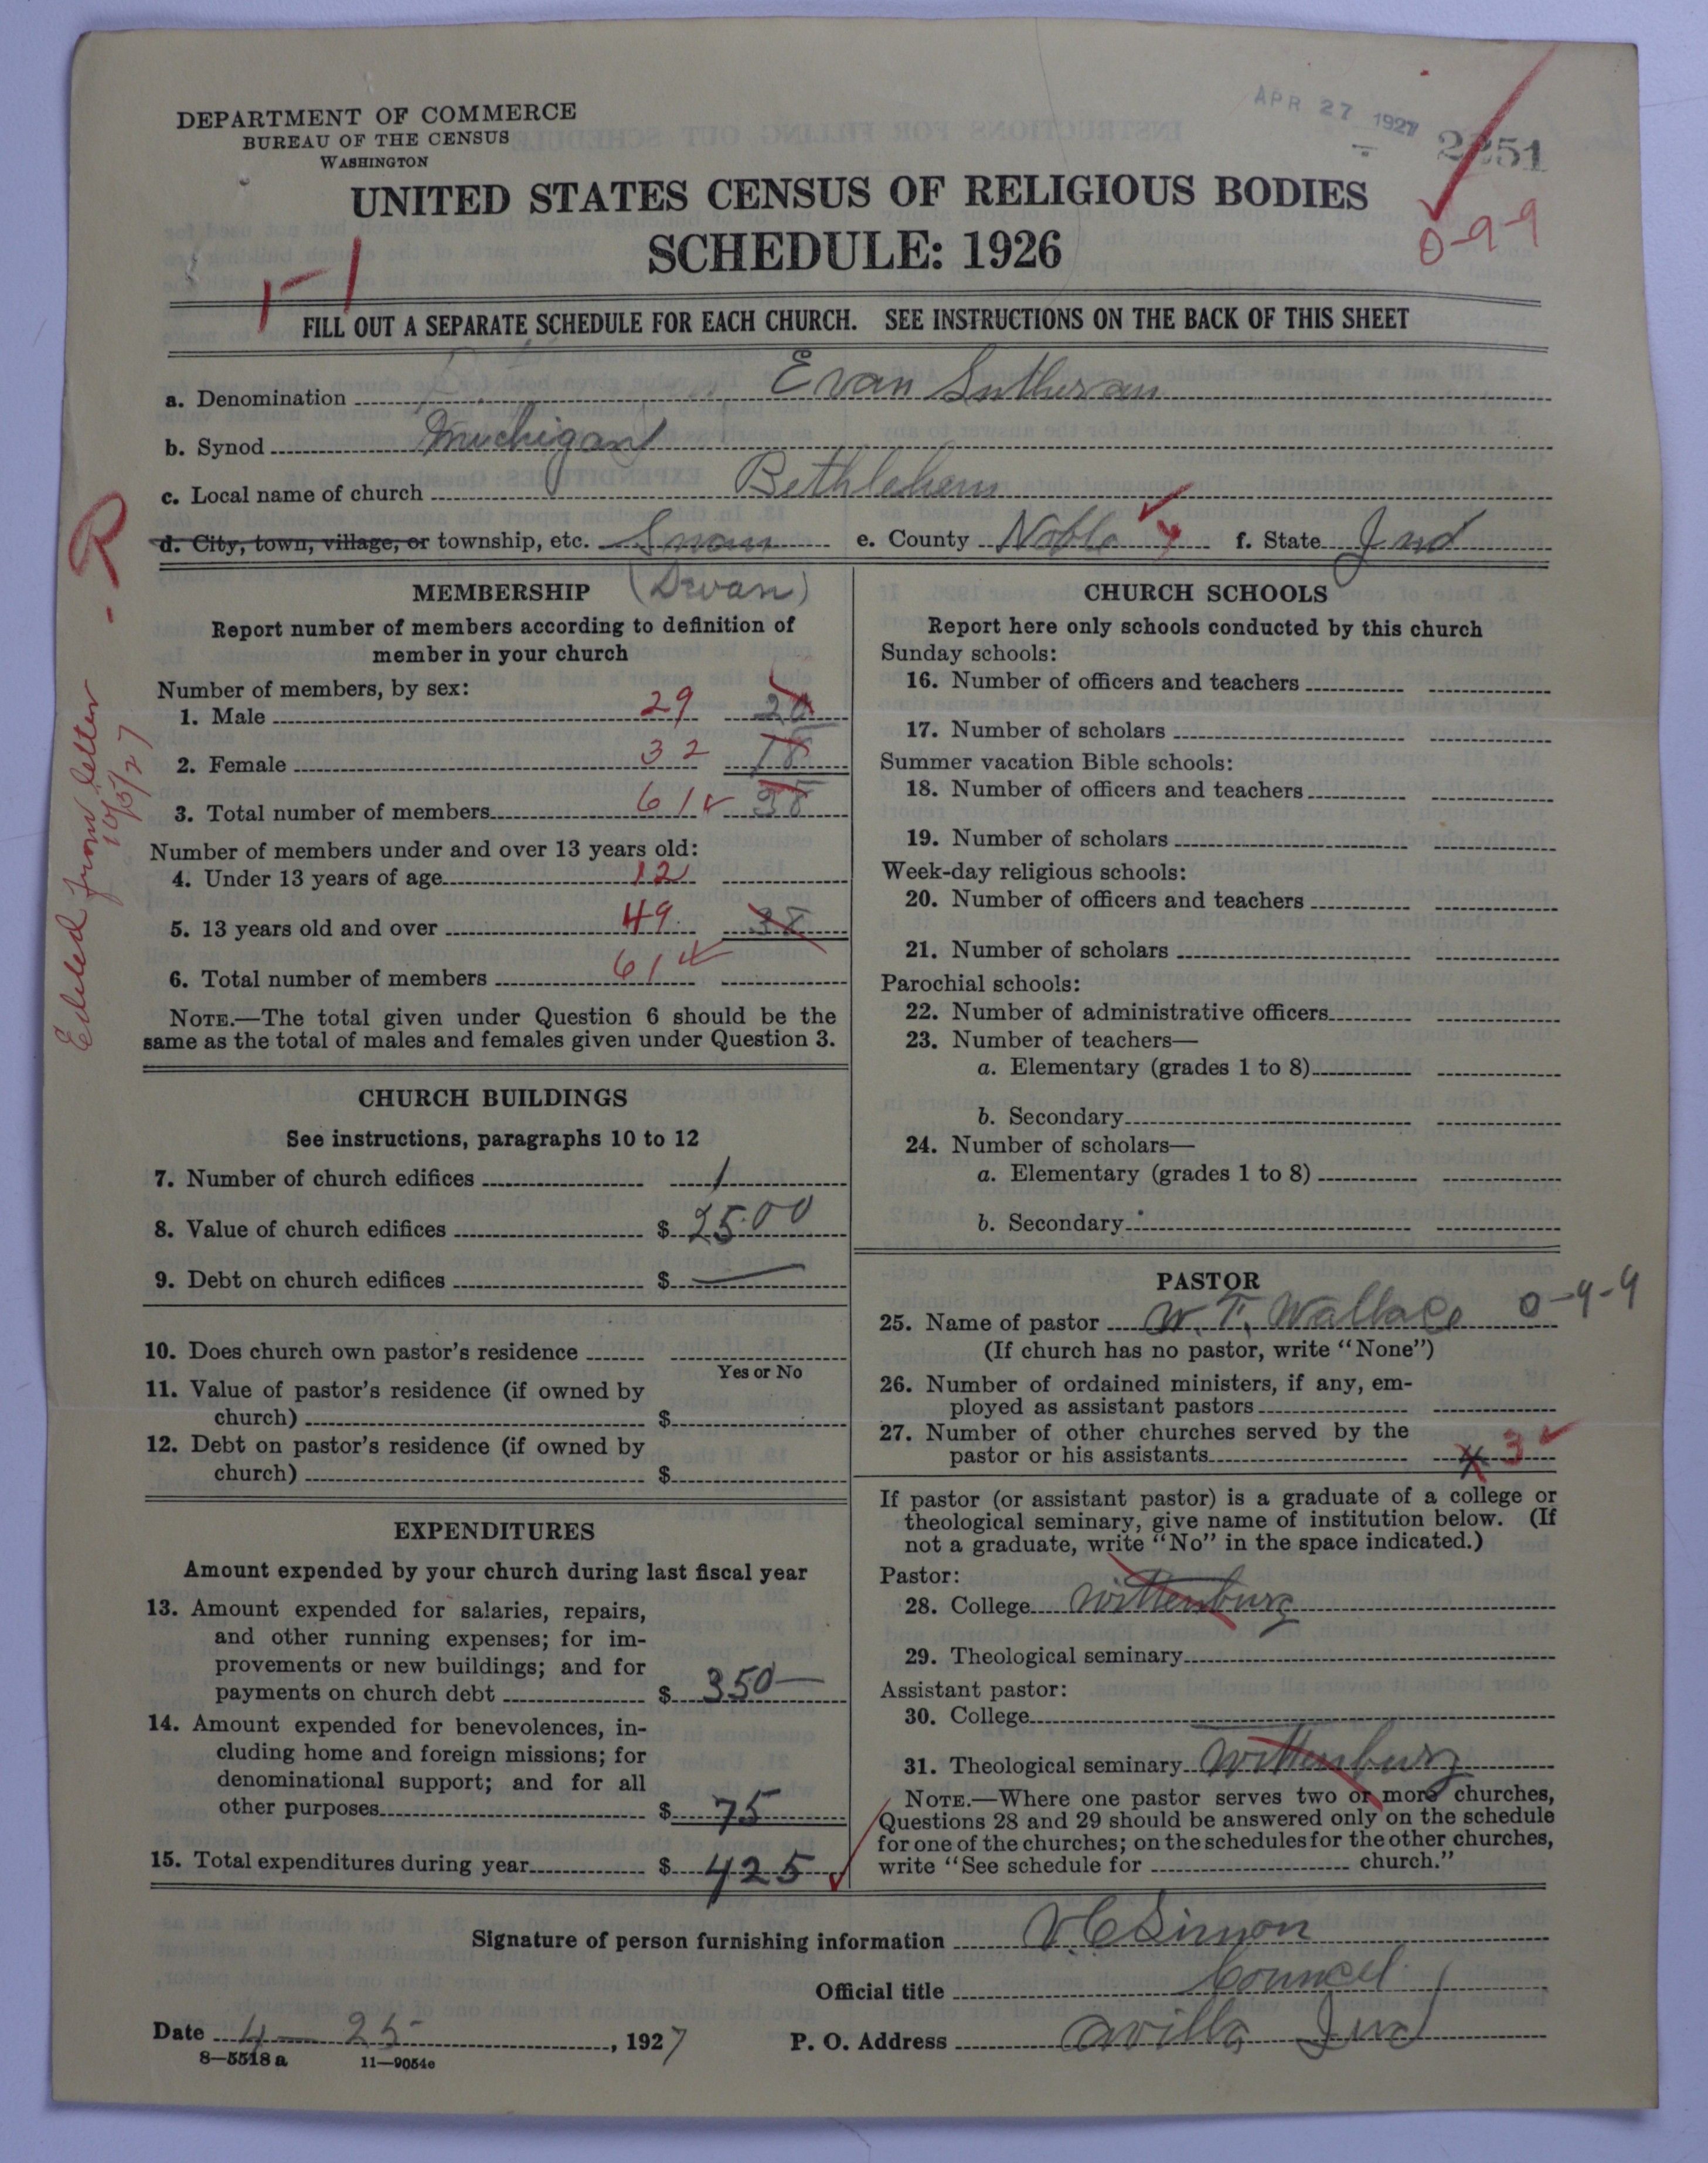 DEPARTMENT OF COMMERCE
BUREAU OF THE CENSUS
WASHINGTON
APR 27 1927
2251
UNITED STATES CENSUS OF RELIGIOUS BODIES
SCHEDULE: 1926
0-9-9
1-1
FILL OUT A SEPARATE SCHEDULE FOR EACH CHURCH. SEE INSTRUCTIONS ON THE BACK OF THIS SHEET
a. Denomination Evan Lutheran
b. Synod Michigan
c. Local name of church Bethlehem
d. City, town, village, or township, etc. Swan e. County Noble f. State Ind
R
Edited from letter
10/5/27
MEMBERSHIP (Swan)
Report number of members according to definition of
member in your church
Number of members, by sex:
1. Male 29 20
2. Female 32 18
3. Total number of members 61 38
Number of members under and over 13 years old:
4. Under 13 years of age 12
5. 13 years old and over 49 38
6. Total number of members 61
NOTE.—The total given under Question 6 should be the
same as the total of males and females given under Question 3.
CHURCH BUILDINGS
See instructions, paragraphs 10 to 12
7. Number of church edifices 1
8. Value of church edifices $ 2500
9. Debt on church edifices $ —
10. Does church own pastor's residence
Yes or No
11. Value of pastor's residence (if owned by
church) $
12. Debt on pastor's residence (if owned by
church) $
EXPENDITURES
Amount expended by your church during last fiscal year
13. Amount expended for salaries, repairs,
and other running expenses; for im-
provements or new buildings; and for
payments on church debt $ 350—
14. Amount expended for benevolences, in-
cluding home and foreign missions; for
denominational support; and for all
other purposes $ 75
15. Total expenditures during year $ 425
CHURCH SCHOOLS
Report here only schools conducted by this church
Sunday schools:
16. Number of officers and teachers
17. Number of scholars
Summer vacation Bible schools:
18. Number of officers and teachers
19. Number of scholars
Week-day religious schools:
20. Number of officers and teachers
21. Number of scholars
Parochial schools:
22. Number of administrative officers
23. Number of teachers—
a. Elementary (grades 1 to 8)
b. Secondary
24. Number of scholars—
a. Elementary (grades 1 to 8)
b. Secondary
PASTOR
25. Name of pastor W. T. Wallace 0-9-9
(If church has no pastor, write "None")
26. Number of ordained ministers, if any, em-
ployed as assistant pastors
27. Number of other churches served by the
pastor or his assistants 4 3
If pastor (or assistant pastor) is a graduate of a college or
theological seminary, give name of institution below. (If
not a graduate, write "No" in the space indicated.)
Pastor:
28. College Wittenburg
29. Theological seminary
Assistant pastor:
30. College
31. Theological seminary Wittenburg
NOTE.—Where one pastor serves two or more churches,
Questions 28 and 29 should be answered only on the schedule
for one of the churches; on the schedules for the other churches,
write "See schedule for church."
Signature of person furnishing information V. C. Simon
Official title Councel
Date 4—25, 1927 P. O. Address Avilla Ind
8—5518 a 11—9054e